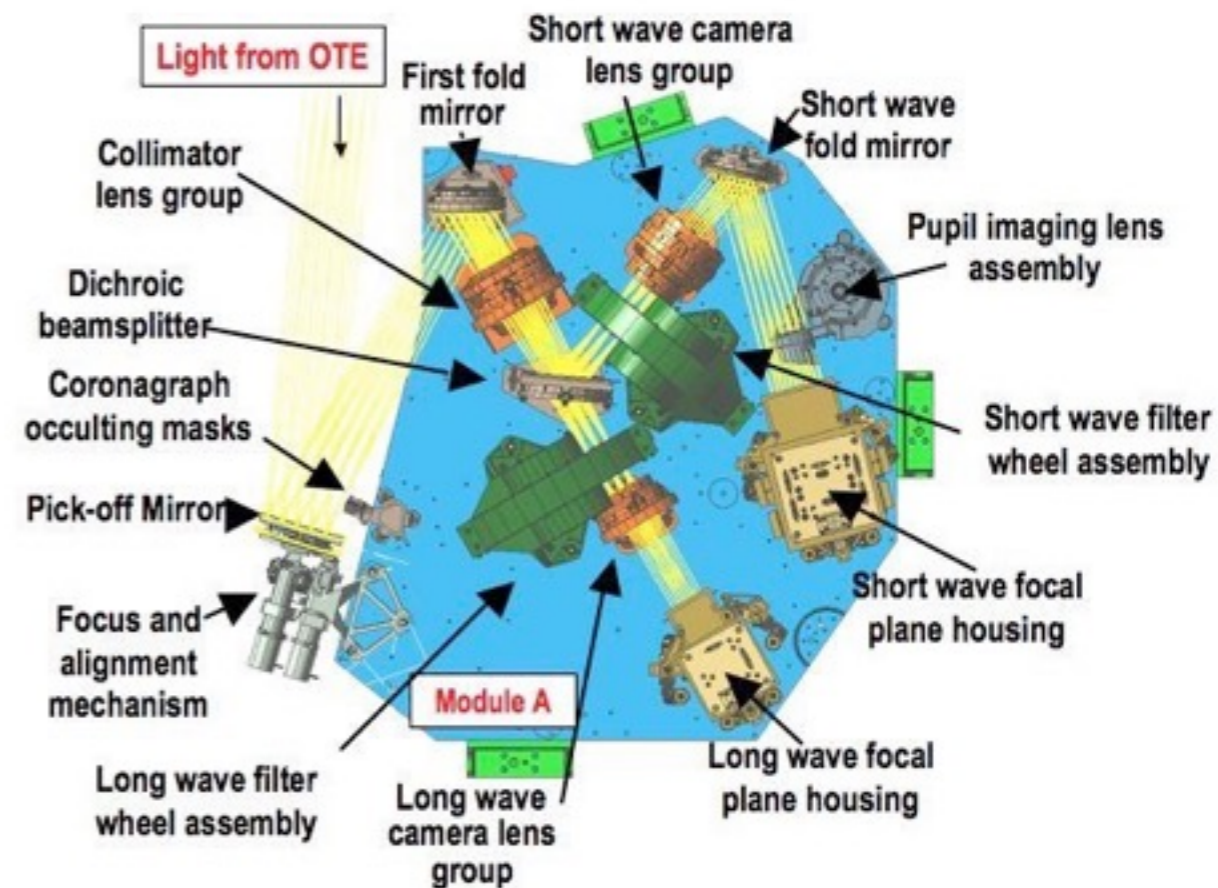 Light from OTE
First fold
mirror
Short wave camera
lens group
Short wave
fold mirror
Collimator
lens group
Pupil imaging lens
assembly
Dichroic
beamsplitter
Coronagraph
occulting masks
Short wave filter
wheel assembly
Pick-off Mirror
Focus and
alignment
mechanism
Short wave focal
plane housing
Module A
Long wave filter
wheel assembly
Long wave
camera lens
group
Long wave focal
plane housing